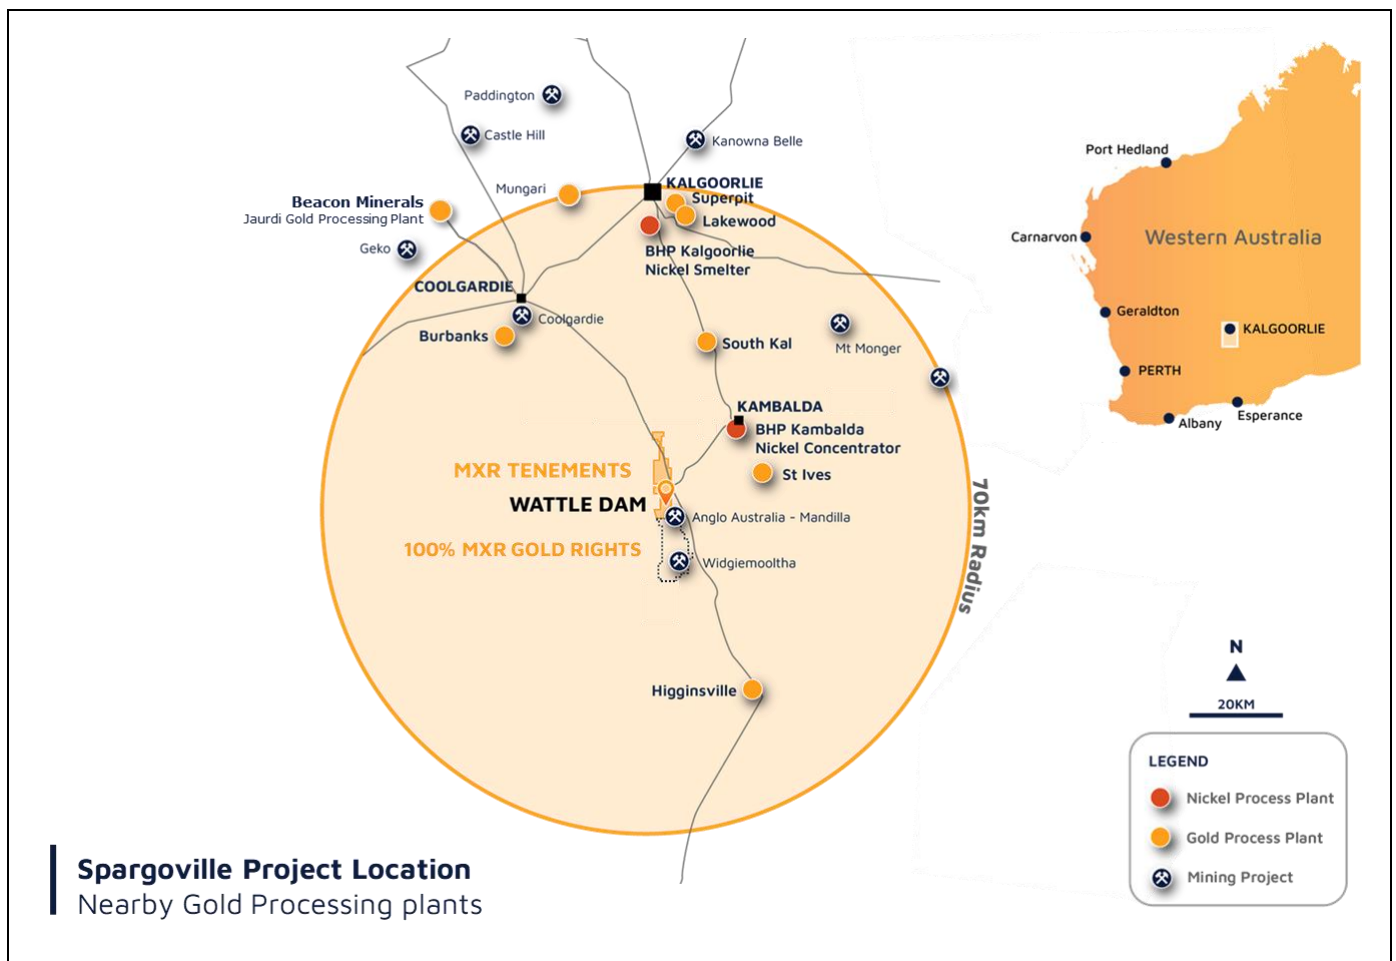 Paddington
Castle Hill
Kanowna Belle
Port Hedland
Mungari
KALGOORLIE
Superpit
Beacon Minerals
Jaurdi Gold Processing Plant
Lakewood
Geko
BHP Kalgoorlie
Nickel Smelter
Carnarvon
Western Australia
COOLGARDIE
Coolgardie
Burbanks
South Kal
Mt Monger
Geraldton
KALGOORLIE
PERTH
Albany
Esperance
KAMBALDA
BHP Kambalda
Nickel Concentrator
MXR TENEMENTS
St Ives
WATTLE DAM
Anglo Australia - Mandilla
100% MXR GOLD RIGHTS
Widgiemooltha
70km Radius
Higginsville
N
20KM
LEGEND
Nickel Process Plant
Gold Process Plant
Mining Project
Spargoville Project Location
Nearby Gold Processing plants